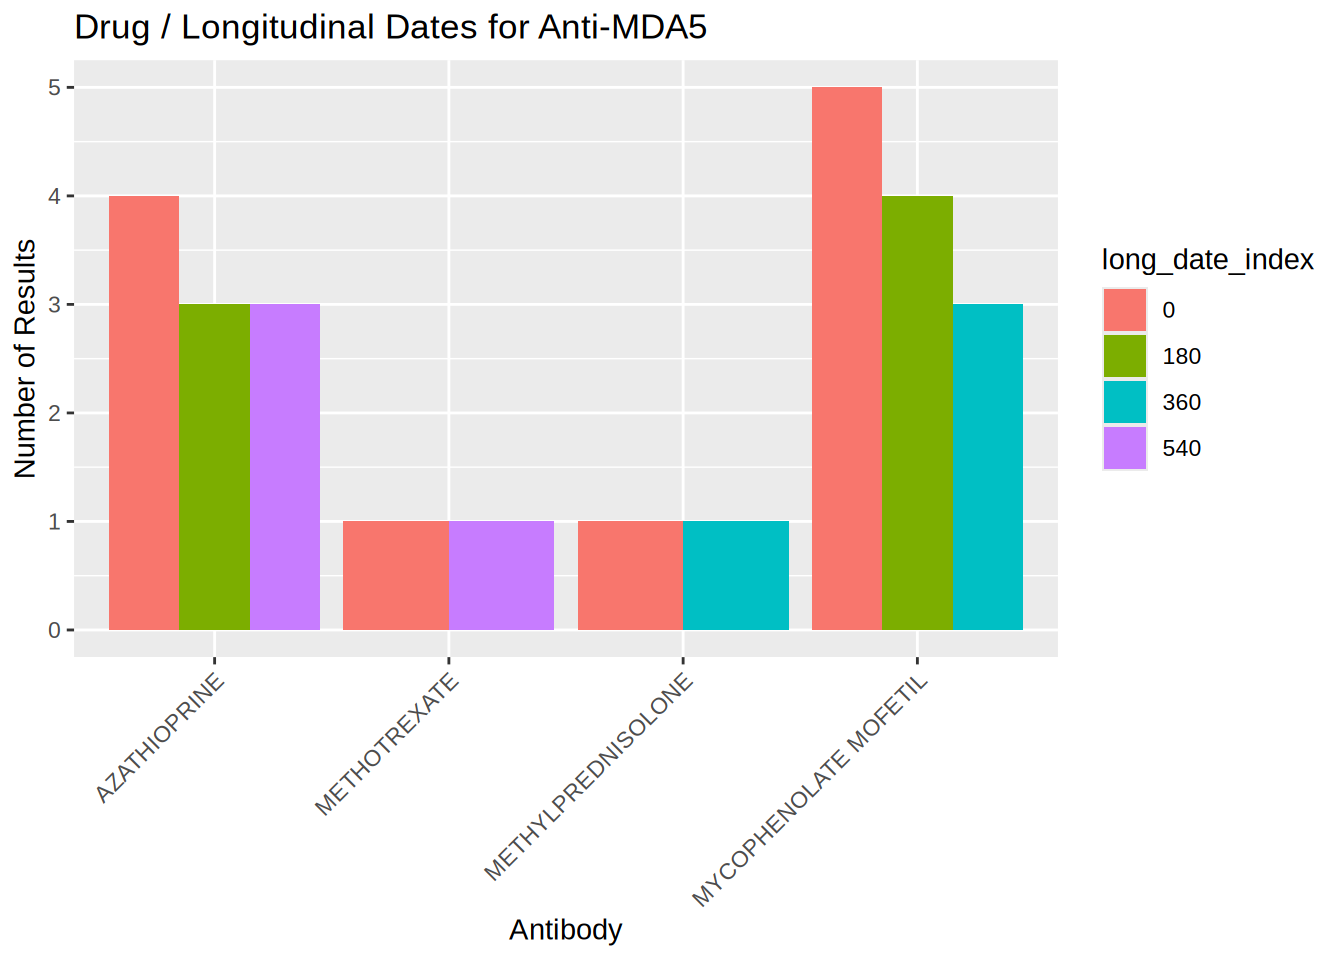 Drug / Longitudinal Dates for Anti-MDA5
Number of Results
5
4
3
2
1
0
AZATHIOPRINE
METHOTREXATE
METHYLPREDNISOLONE
MYCOPHENOLATE MOFETIL
Antibody
long_date_index
0
180
360
540